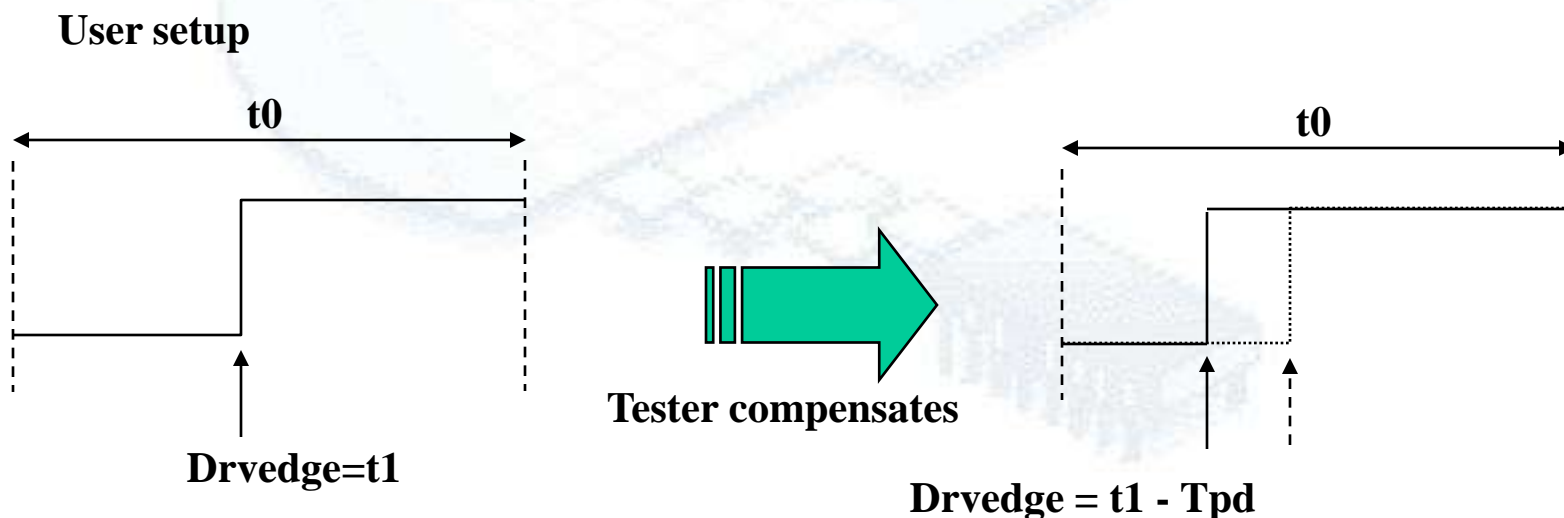 User setup
t0
t0
Tester compensates
Drvedge=t1
Drvedge = t1 - Tpd